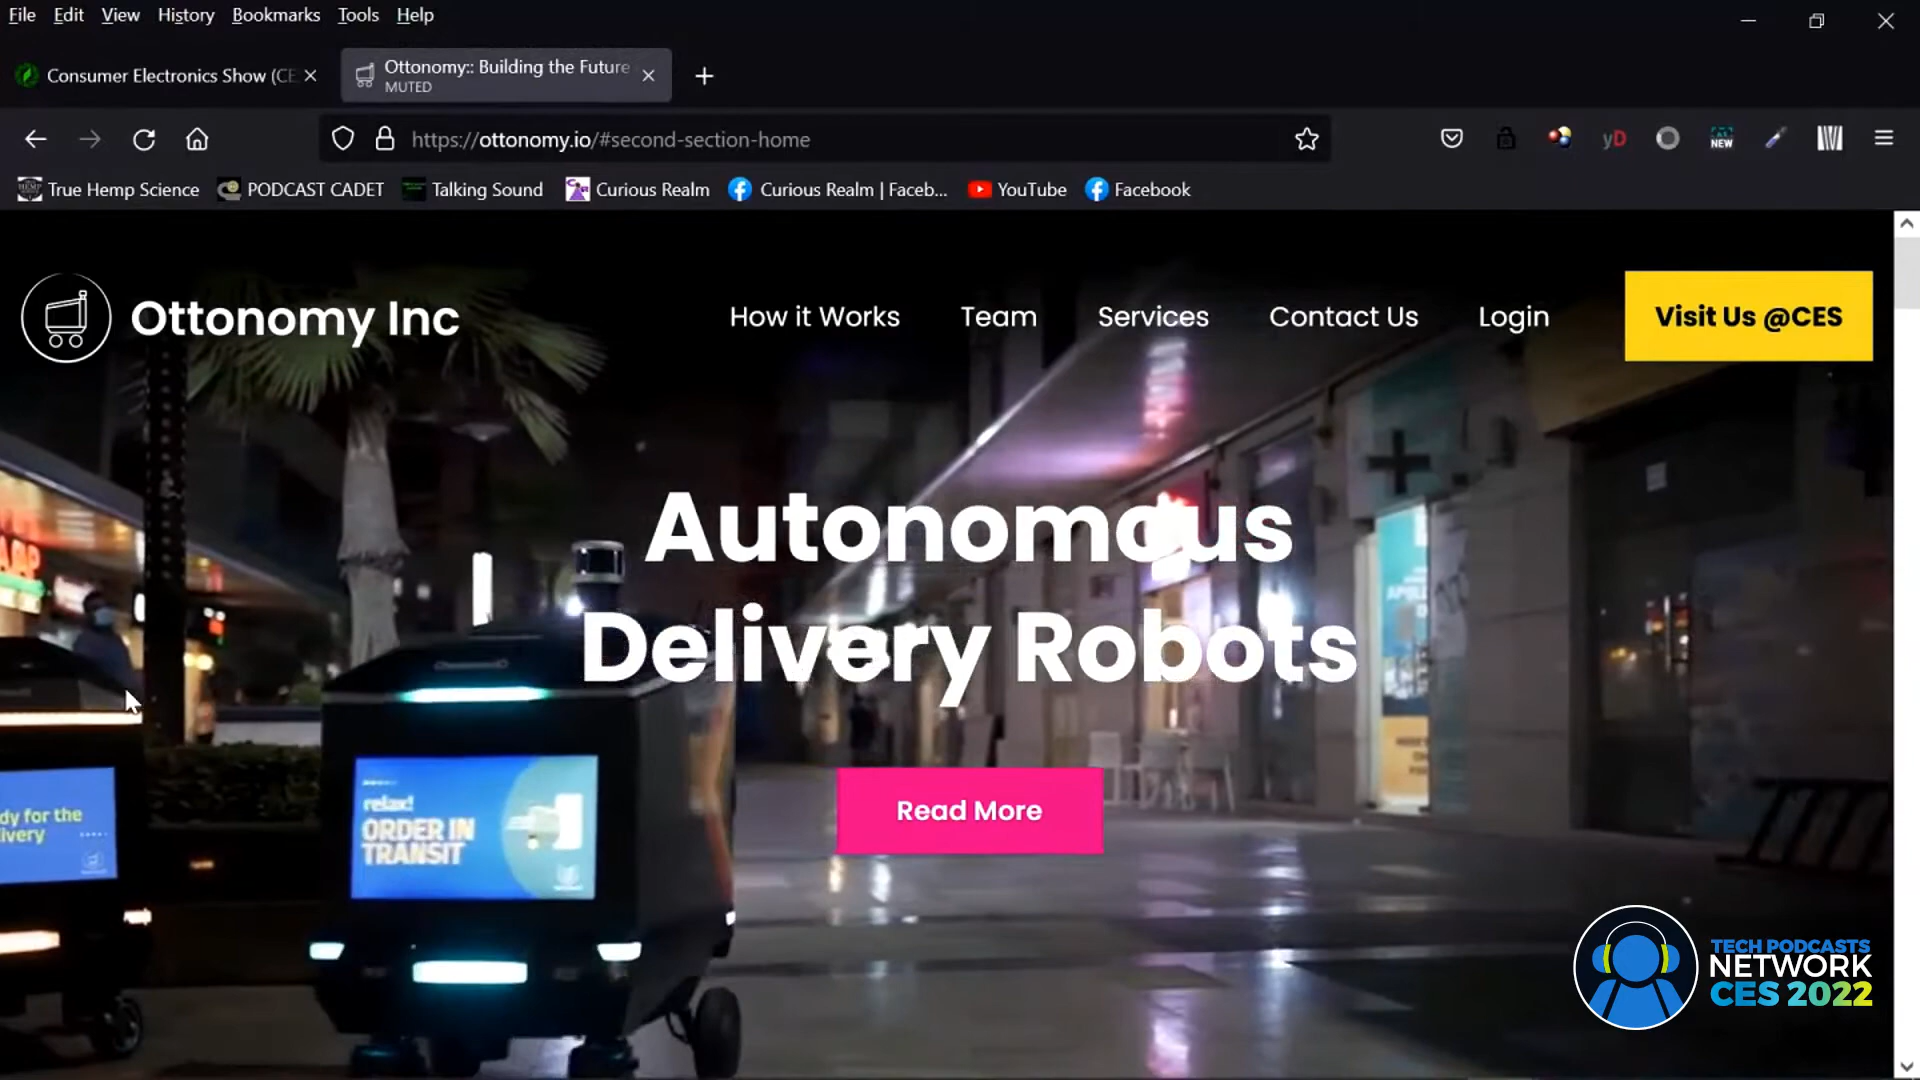 File Edit View History Bookmarks Tools Help
Consumer Electronics Show (CE
Ottonomy:: Building the Future
MUTED
https://ottonomy.io/#second-section-home
yD
NEW
True Hemp Science PODCAST CADET Talking Sound Curious Realm Curious Realm | Faceb... YouTube Facebook
Ottonomy Inc
How it Works Team Services Contact Us Login Visit Us @CES
Autonomous
Delivery Robots
Read More
dy for the
livery
relax!
ORDER IN
TRANSIT
TECH PODCASTS
NETWORK
CES 2022